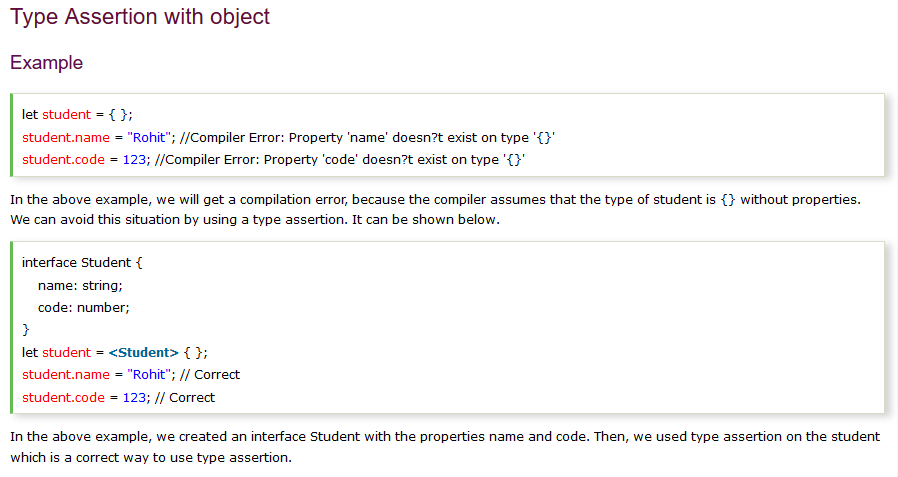 Type Assertion with object
Example
let student = { };
student.name = "Rohit"; //Compiler Error: Property 'name' doesn?t exist on type '{}'
student.code = 123; //Compiler Error: Property 'code' doesn?t exist on type '{}'
In the above example, we will get a compilation error, because the compiler assumes that the type of student is {} without properties.
We can avoid this situation by using a type assertion. It can be shown below.
interface Student {
    name: string;
    code: number;
}
let student = <Student> { };
student.name = "Rohit"; // Correct
student.code = 123; // Correct
In the above example, we created an interface Student with the properties name and code. Then, we used type assertion on the student
which is a correct way to use type assertion.